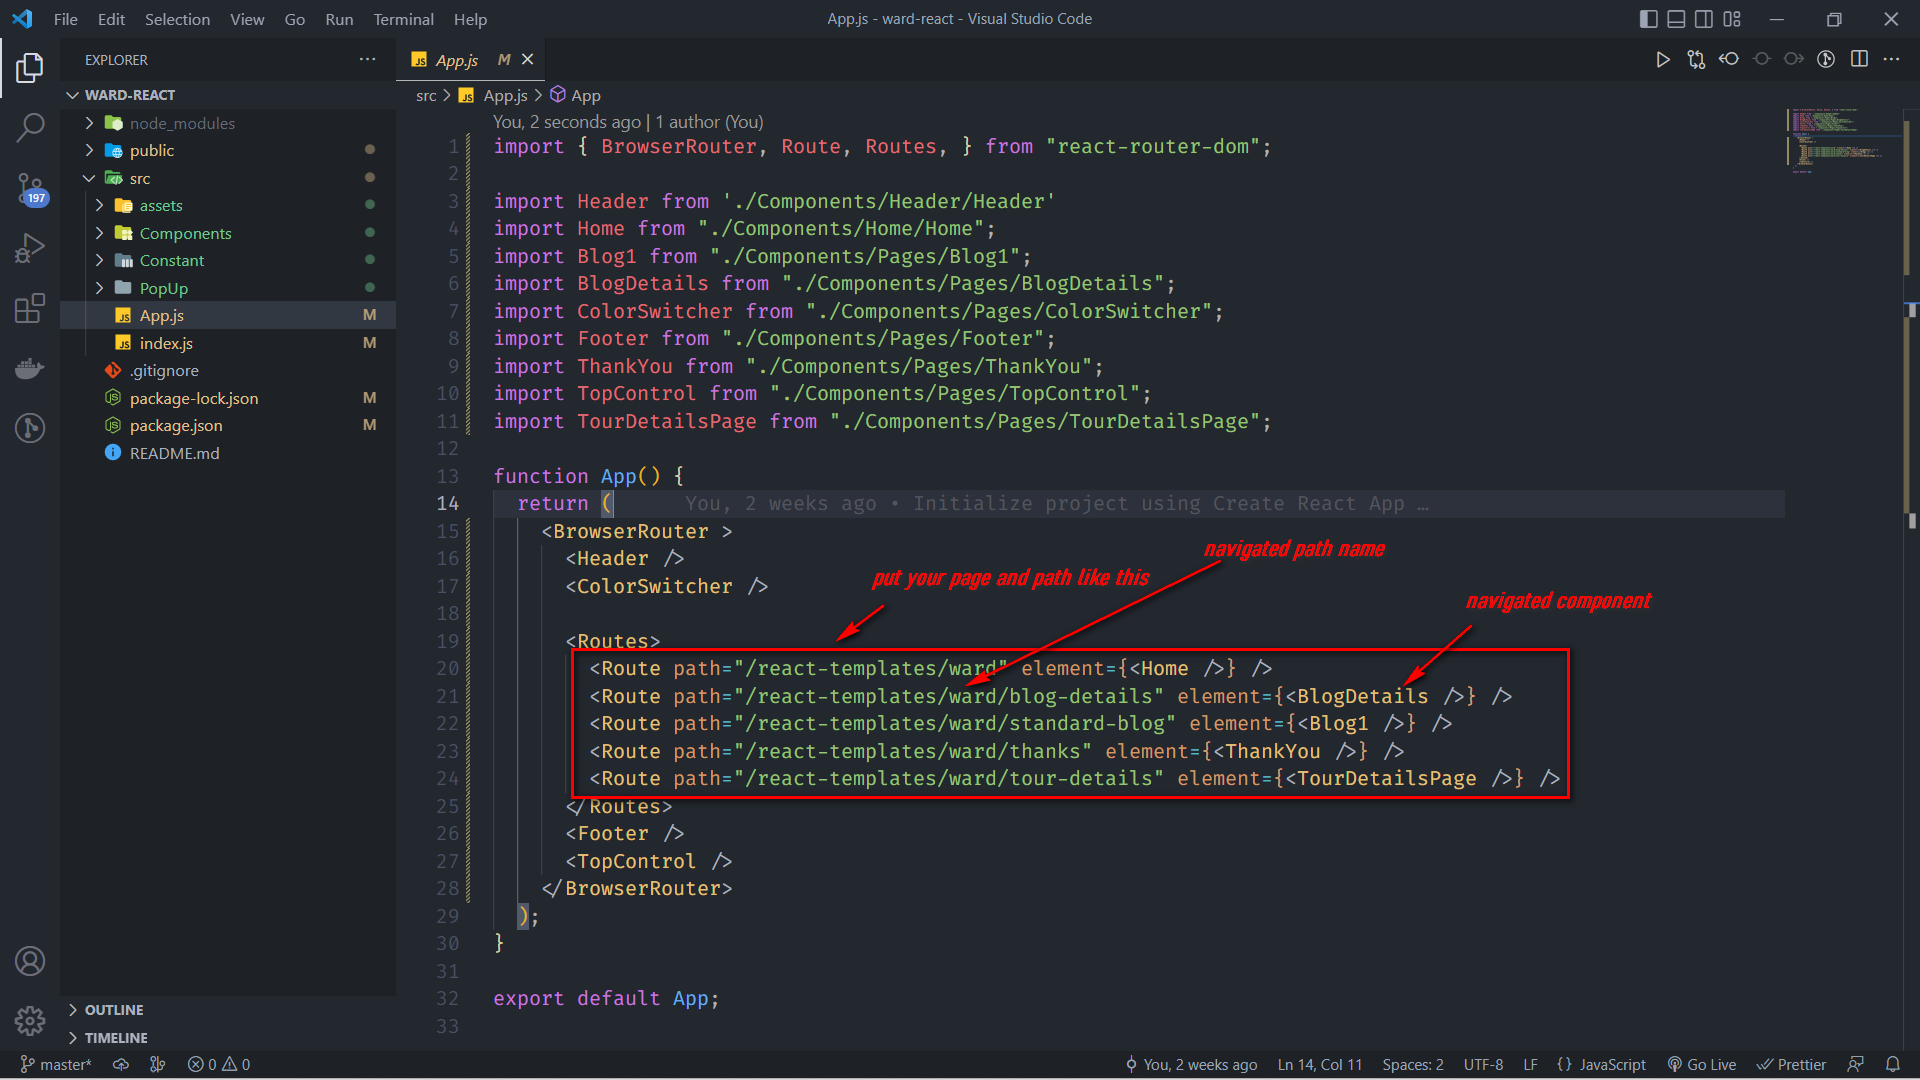 File Edit Selection View Go Run Terminal Help
App.js - ward-react - Visual Studio Code
EXPLORER
App.js M
WARD-REACT
src > App.js > App
node_modules
public
src
197
assets
Components
Constant
PopUp
App.js M
index.js M
.gitignore
package-lock.json M
package.json M
README.md
OUTLINE
TIMELINE
You, 2 seconds ago | 1 author (You)
1 import { BrowserRouter, Route, Routes, } from "react-router-dom";
2
3 import Header from './Components/Header/Header'
4 import Home from "./Components/Home/Home";
5 import Blog1 from "./Components/Pages/Blog1";
6 import BlogDetails from "./Components/Pages/BlogDetails";
7 import ColorSwitcher from "./Components/Pages/ColorSwitcher";
8 import Footer from "./Components/Pages/Footer";
9 import ThankYou from "./Components/Pages/ThankYou";
10 import TopControl from "./Components/Pages/TopControl";
11 import TourDetailsPage from "./Components/Pages/TourDetailsPage";
12
13 function App() {
14 return ( You, 2 weeks ago • Initialize project using Create React App …
15 <BrowserRouter >
16 <Header />
17 <ColorSwitcher />
18
19 <Routes>
20 <Route path="/react-templates/ward" element={<Home />} />
21 <Route path="/react-templates/ward/blog-details" element={<BlogDetails />} />
22 <Route path="/react-templates/ward/standard-blog" element={<Blog1 />} />
23 <Route path="/react-templates/ward/thanks" element={<ThankYou />} />
24 <Route path="/react-templates/ward/tour-details" element={<TourDetailsPage />} />
25 </Routes>
26 <Footer />
27 <TopControl />
28 </BrowserRouter>
29 );
30 }
31
32 export default App;
33
navigated path name
put your page and path like this
navigated component
master* 0 0 You, 2 weeks ago Ln 14, Col 11 Spaces: 2 UTF-8 LF {} JavaScript Go Live Prettier